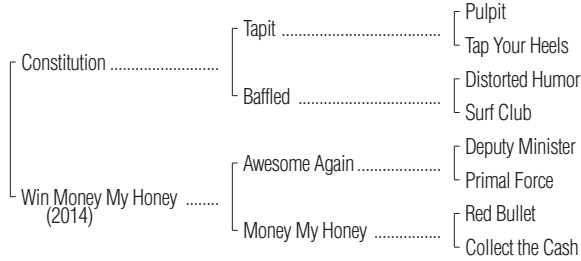 Pulpit
Tapit ........................................
Tap Your Heels
Constitution .......................
Distorted Humor
Baffled ......................................
Surf Club
Deputy Minister
Awesome Again .......................
Primal Force
Win Money My Honey ........
(2014)
Red Bullet
Money My Honey ..................
Collect the Cash